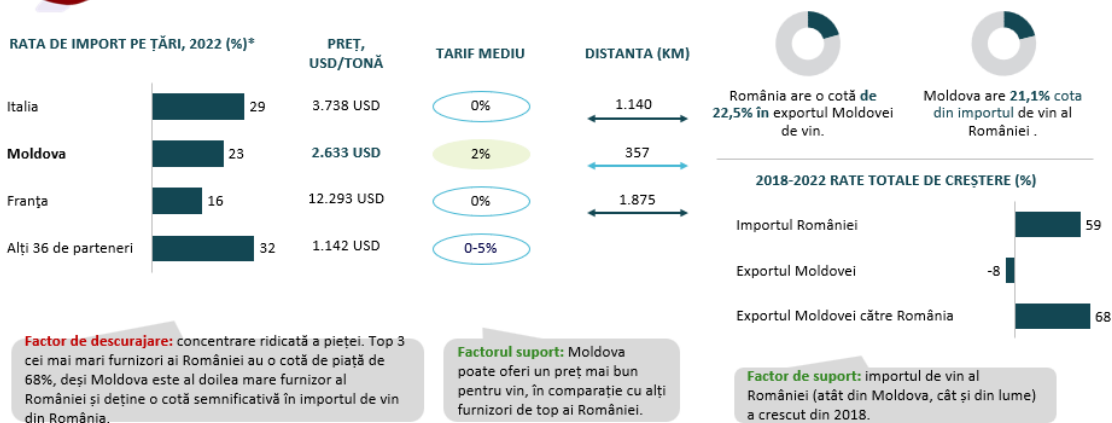 RATA DE IMPORT PE ȚĂRI, 2022 (%)*
PREȚ,
USD/TONĂ
TARIF MEDIU
DISTANTA (KM)
Italia
29
3.738 USD
0%
1.140
Moldova
23
2.633 USD
2%
357
Franţa
16
12.293 USD
0%
1.875
Alți 36 de parteneri
32
1.142 USD
0-5%
România are o cotă de
22,5% în exportul Moldovei
de vin.
Moldova are 21,1% cota
din importul de vin al
României .
2018-2022 RATE TOTALE DE CREȘTERE (%)
Importul României
59
Exportul Moldovei
-8
Exportul Moldovei către România
68
Factor de descurajare: concentrare ridicată a pieței. Top 3
cei mai mari furnizori ai României au o cotă de piață de
68%, deși Moldova este al doilea mare furnizor al
României și deține o cotă semnificativă în importul de vin
din România.
Factorul suport: Moldova
poate oferi un preț mai bun
pentru vin, în comparație cu alți
furnizori de top ai României.
Factor de suport: importul de vin al
României (atât din Moldova, cât și din lume)
a crescut din 2018.